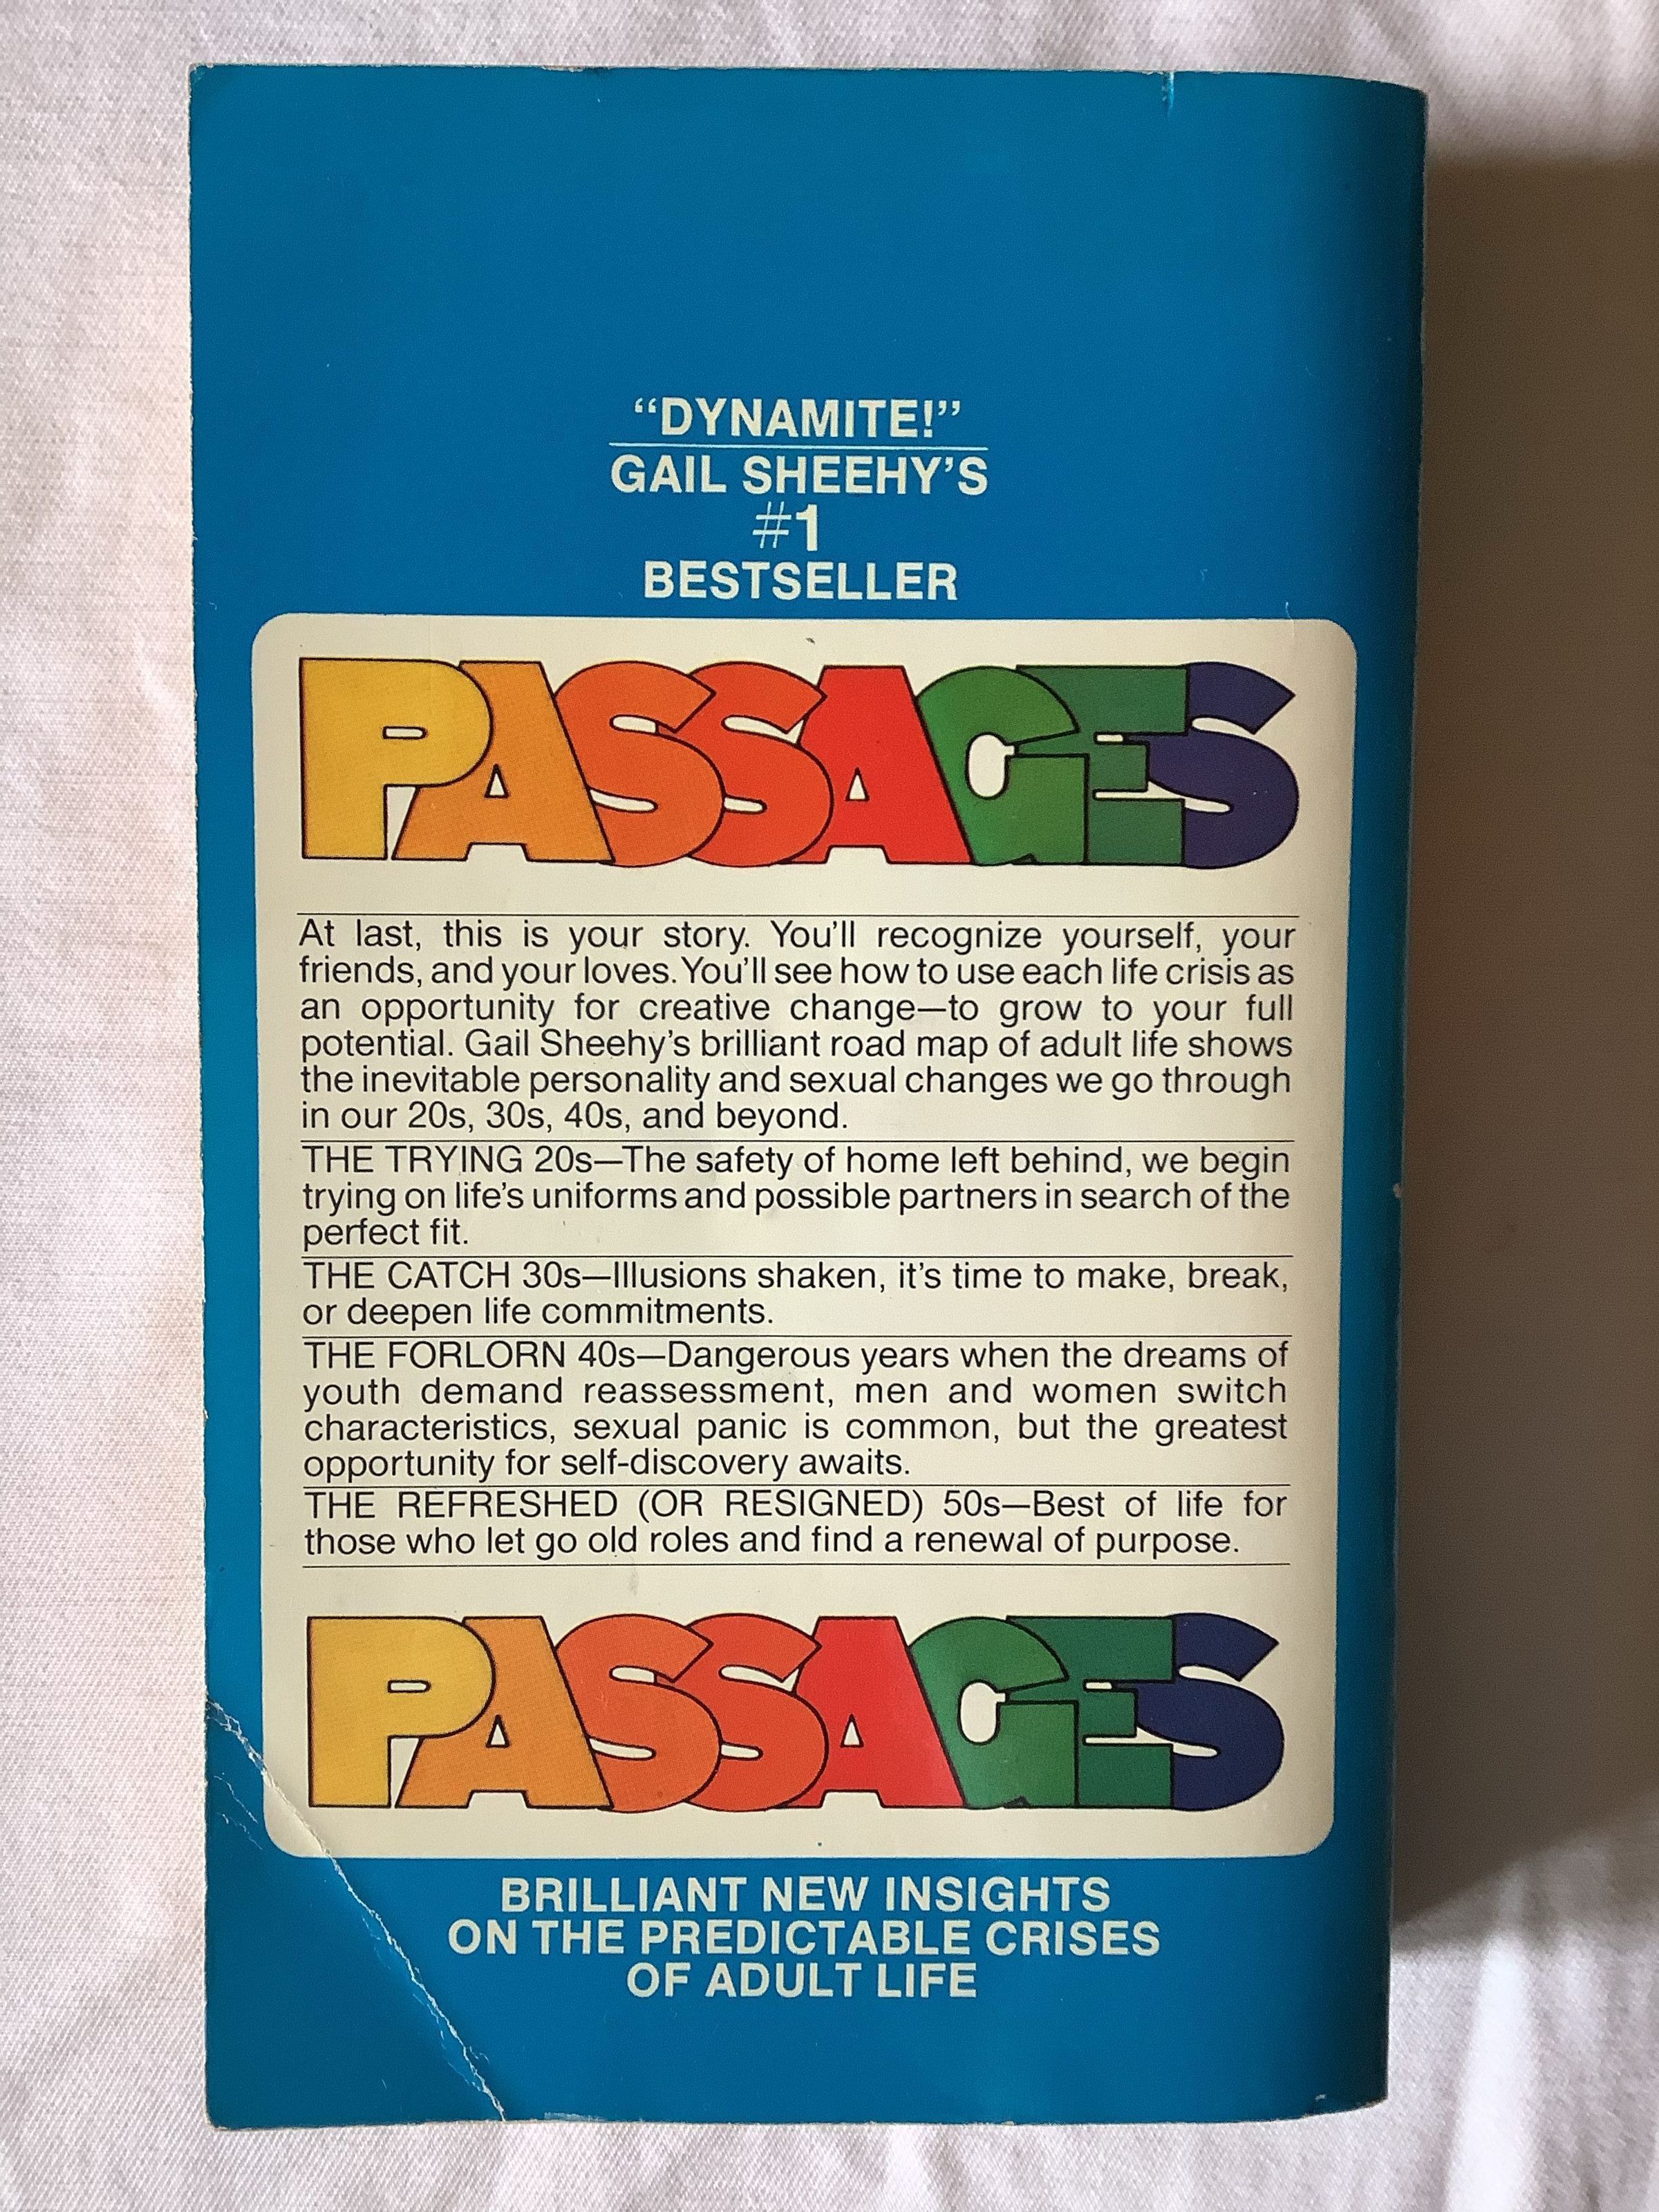 “DYNAMITE!”
GAIL SHEEHY’S
#1
BESTSELLER
PASSAGES
At last, this is your story. You’ll recognize yourself, your
friends, and your loves. You’ll see how to use each life crisis as
an opportunity for creative change—to grow to your full
potential. Gail Sheehy’s brilliant road map of adult life shows
the inevitable personality and sexual changes we go through
in our 20s, 30s, 40s, and beyond.
THE TRYING 20s—The safety of home left behind, we begin
trying on life’s uniforms and possible partners in search of the
perfect fit.
THE CATCH 30s—Illusions shaken, it’s time to make, break,
or deepen life commitments.
THE FORLORN 40s—Dangerous years when the dreams of
youth demand reassessment, men and women switch
characteristics, sexual panic is common, but the greatest
opportunity for self-discovery awaits.
THE REFRESHED (OR RESIGNED) 50s—Best of life for
those who let go old roles and find a renewal of purpose.
PASSAGES
BRILLIANT NEW INSIGHTS
ON THE PREDICTABLE CRISES
OF ADULT LIFE